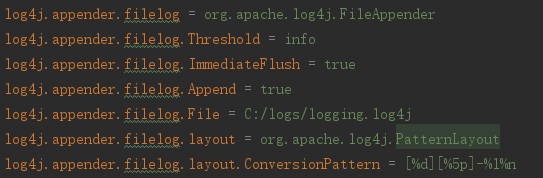 log4j.appender.filelog = org.apache.log4j.FileAppender
log4j.appender.filelog.Threshold = info
log4j.appender.filelog.ImmediateFlush = true
log4j.appender.filelog.Append = true
log4j.appender.filelog.File = C:/logs/logging.log4j
log4j.appender.filelog.layout = org.apache.log4j.PatternLayout
log4j.appender.filelog.layout.ConversionPattern = [%d][%5p]-%l%n